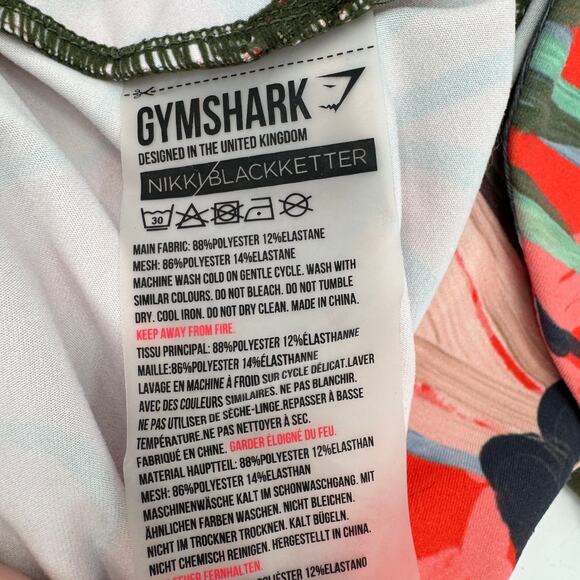 GYMSHARK
DESIGNED IN THE UNITED KINGDOM
NIKKI/BLACKKETTER
30
MAIN FABRIC: 88%POLYESTER 12%ELASTANE
MESH: 86%POLYESTER 14%ELASTANE
MACHINE WASH COLD ON GENTLE CYCLE. WASH WITH
SIMILAR COLOURS. DO NOT BLEACH. DO NOT TUMBLE
DRY. COOL IRON. DO NOT DRY CLEAN. MADE IN CHINA.
KEEP AWAY FROM FIRE.
TISSU PRINCIPAL: 88%POLYESTER 12%ÉLASTHANNE
MAILLE:86%POLYESTER 14%ÉLASTHANNE
LAVAGE EN MACHINE À FROID SUR CYCLE DÉLICAT.LAVER
AVEC DES COULEURS SIMILAIRES. NE PAS BLANCHIR.
NE PAS UTILISER DE SÈCHE-LINGE.REPASSER À BASSE
TEMPÉRATURE.NE PAS NETTOYER À SEC.
FABRIQUÉ EN CHINE. GARDER ÉLOIGNÉ DU FEU.
MATERIAL HAUPTTEIL: 88%POLYESTER 12%ELASTHAN
MESH: 86%POLYESTER 14%ELASTHAN
MASCHINENWÄSCHE KALT IM SCHONWASCHGANG. MIT
ÄHNLICHEN FARBEN WASCHEN. NICHT BLEICHEN.
NICHT IM TROCKNER TROCKNEN. KALT BÜGELN.
NICHT CHEMISCH REINIGEN. HERGESTELLT IN CHINA.
FERNHALTEN.
POLYESTER 12%ELASTANO